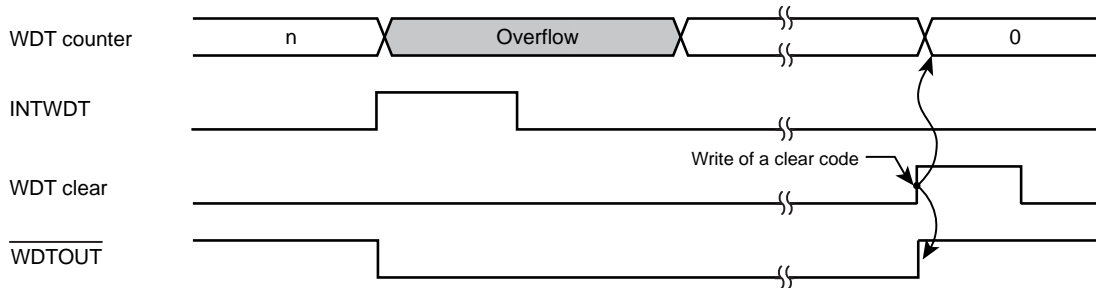 WDT counter n Overflow 0
INTWDT
Write of a clear code
WDT clear
WDTOUT